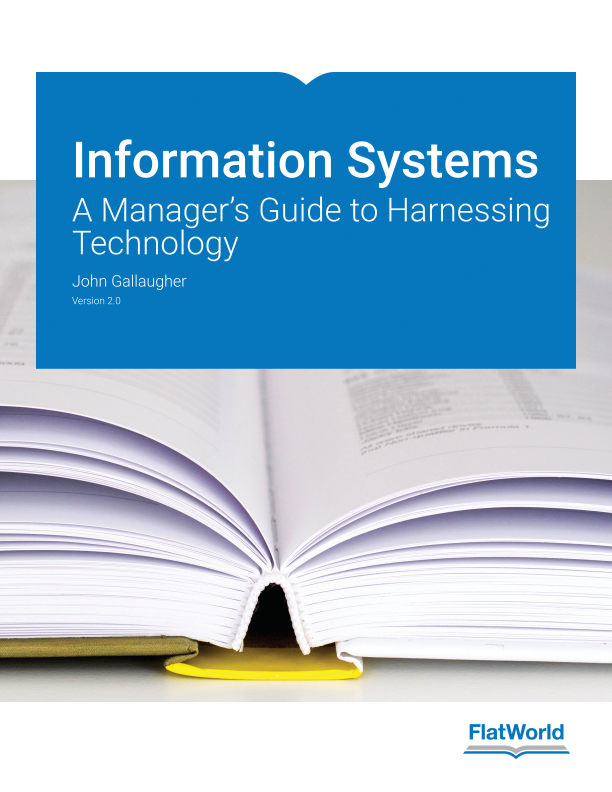 Information Systems
A Manager's Guide to Harnessing
Technology
John Gallaugher
Version 2.0
FlatWorld